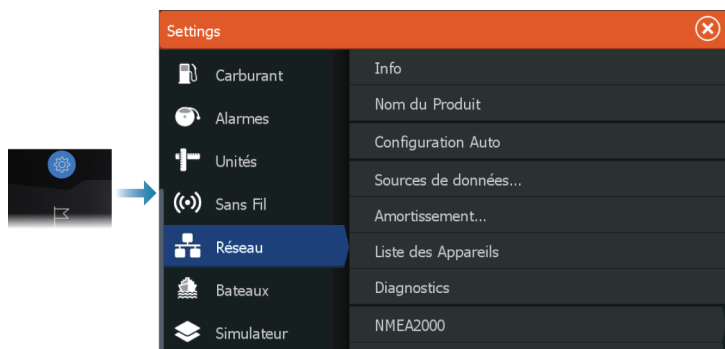 Settings
Carburant
Alarmes
Unités
Sans Fil
Réseau
Bateaux
Simulateur
Info
Nom du Produit
Configuration Auto
Sources de données...
Amortissement...
Liste des Appareils
Diagnostics
NMEA2000